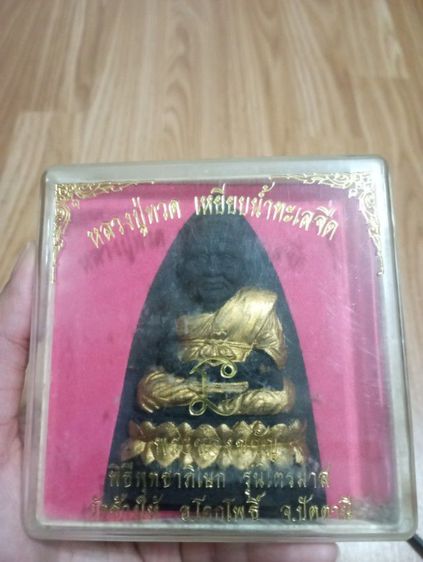 หลวงปู่ทวด เหยียบน้ำทะเลจืด
พิธีพุทธาภิเษก รุ่นไตรมาส
วัดช้างให้ อ.โคกโพธิ์ จ.ปัตตานี